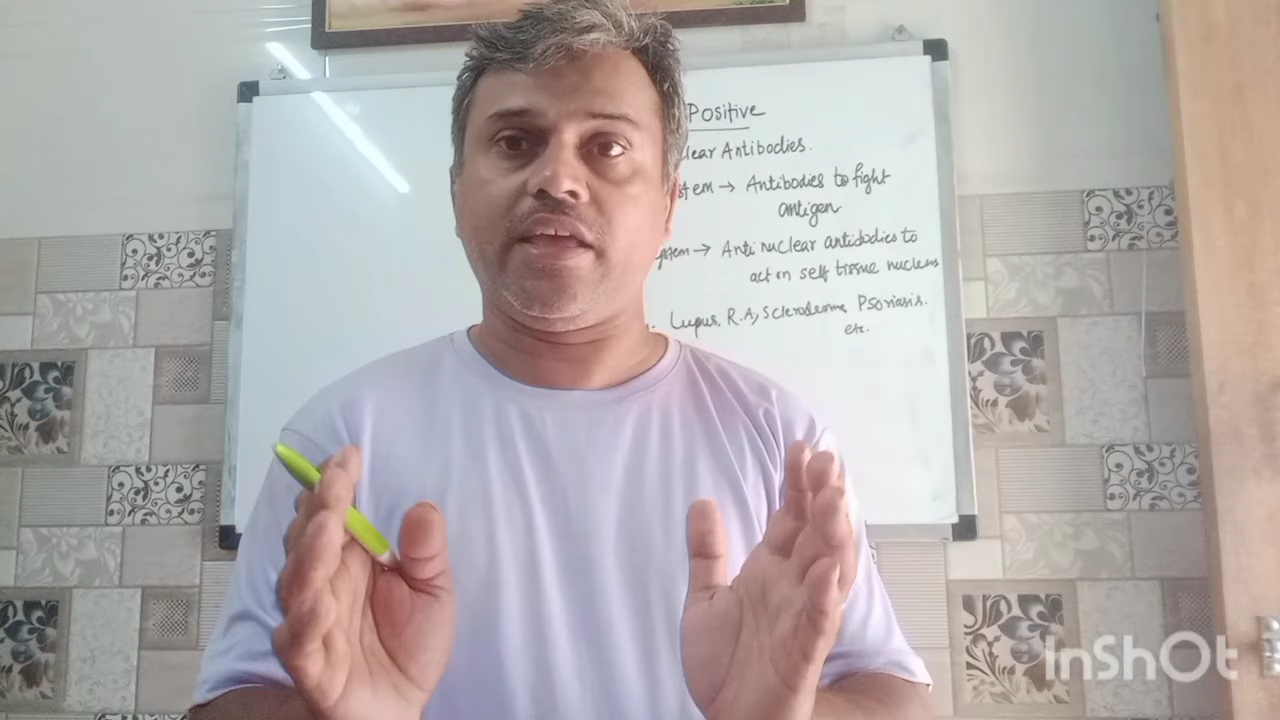 Positive
clear Antibodies.
stem → Antibodies to fight
antigen
ystem → Anti nuclear antibodies to
act on self tissue nucleus
Lupus, R.A, Scleroderma, Psoriasis.
etc.
InShOt